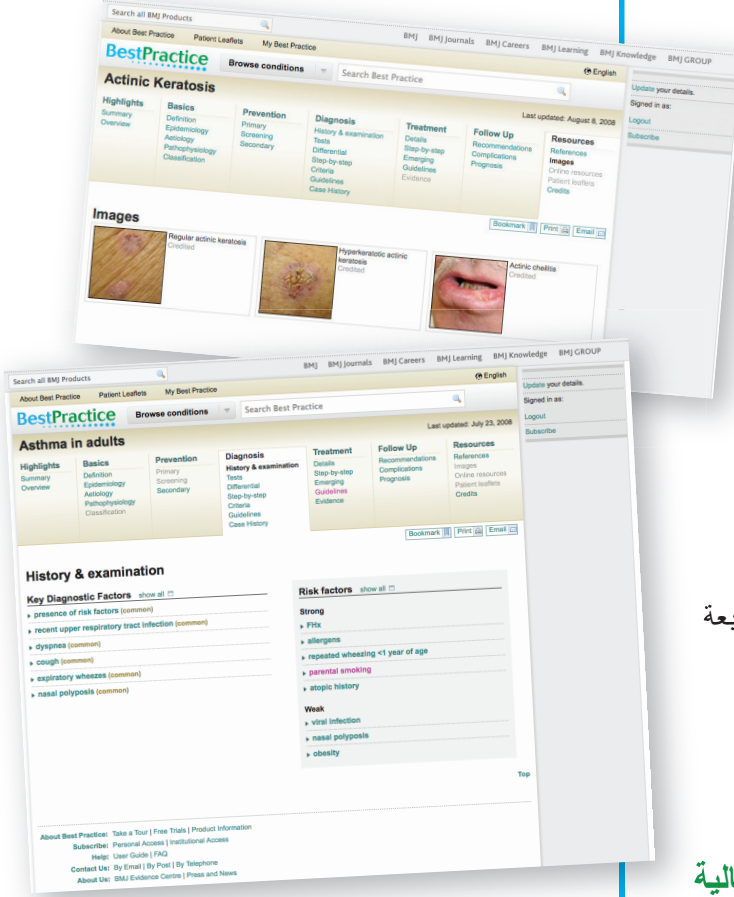 Search all BMJ Products
BMJ BMJ Journals BMJ Careers BMJ Learning BMJ Knowledge BMJ GROUP
About Best Practice Patient Leaflets My Best Practice
English
BestPractice Browse conditions Search Best Practice
Update your details.
Signed in as:
Logout
Subscribe
Actinic Keratosis
Last updated: August 8, 2008
Highlights
Summary
Overview
Basics
Definition
Epidemiology
Aetiology
Pathophysiology
Classification
Prevention
Primary
Screening
Secondary
Diagnosis
History & examination
Tests
Differential
Step-by-step
Criteria
Guidelines
Case History
Treatment
Details
Step-by-step
Emerging
Guidelines
Evidence
Follow Up
Recommendations
Complications
Prognosis
Resources
References
Images
Online resources
Patient leaflets
Credits
Bookmark Print Email
Images
Regular actinic keratosis
Credited
Hyperkeratotic actinic
keratosis
Credited
Actinic cheilitis
Credited
Search all BMJ Products
BMJ BMJ Journals BMJ Careers BMJ Learning BMJ Knowledge BMJ GROUP
About Best Practice Patient Leaflets My Best Practice
English
BestPractice Browse conditions Search Best Practice
Update your details.
Signed in as:
Logout
Subscribe
Asthma in adults
Last updated: July 23, 2008
Highlights
Summary
Overview
Basics
Definition
Epidemiology
Aetiology
Pathophysiology
Classification
Prevention
Primary
Screening
Secondary
Diagnosis
History & examination
Tests
Differential
Step-by-step
Criteria
Guidelines
Case History
Treatment
Details
Step-by-step
Emerging
Guidelines
Evidence
Follow Up
Recommendations
Complications
Prognosis
Resources
References
Images
Online resources
Patient leaflets
Credits
Bookmark Print Email
History & examination
Key Diagnostic Factors show all
presence of risk factors (common)
recent upper respiratory tract infection (common)
dyspnea (common)
cough (common)
expiratory wheezes (common)
nasal polyposis (common)
Risk factors show all
Strong
FHx
allergens
repeated wheezing <1 year of age
parental smoking
atopic history
Weak
viral infection
nasal polyposis
obesity
Top
About Best Practice: Take a Tour | Free Trials | Product Information
Subscribe: Personal Access | Institutional Access
Help: User Guide | FAQ
Contact Us: By Email | By Post | By Telephone
About Us: BMJ Evidence Centre | Press and News